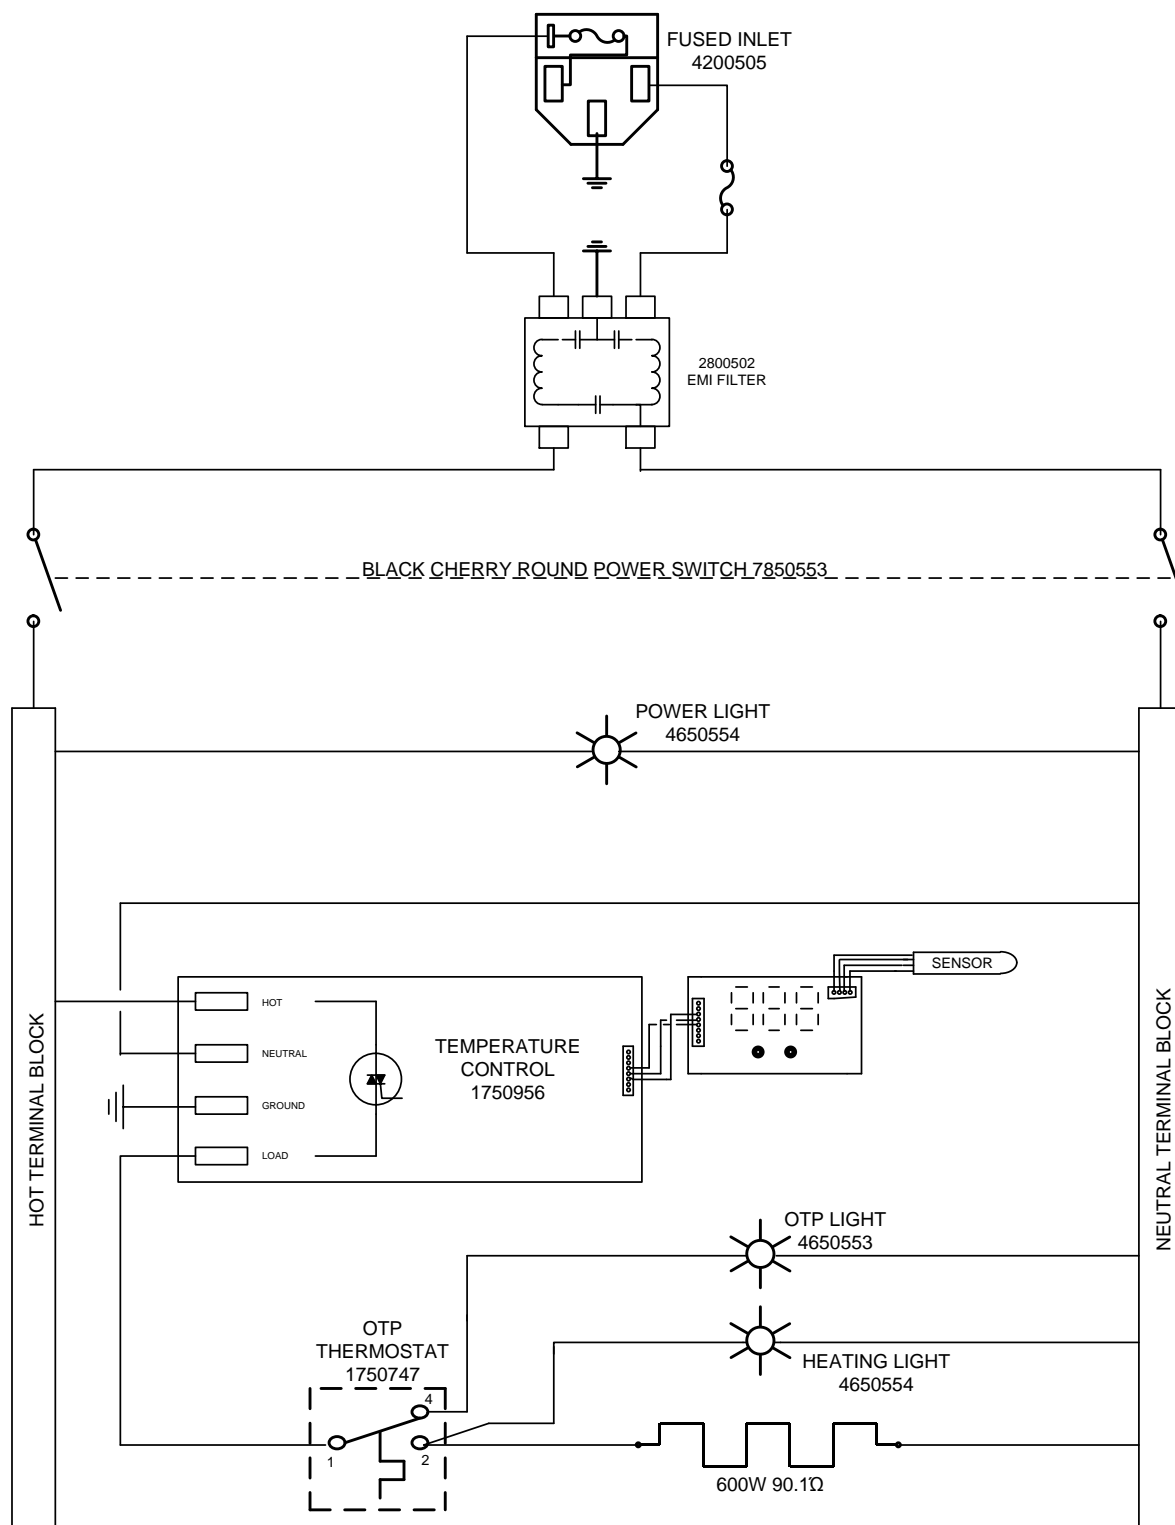 FUSED INLET
4200505
2800502
EMI FILTER
BLACK CHERRY ROUND POWER SWITCH 7850553
POWER LIGHT
4650554
HOT TERMINAL BLOCK
NEUTRAL TERMINAL BLOCK
SENSOR
HOT
NEUTRAL
GROUND
LOAD
TEMPERATURE
CONTROL
1750956
OTP LIGHT
4650553
OTP
THERMOSTAT
1750747
HEATING LIGHT
4650554
4
1
2
600W 90.1Ω